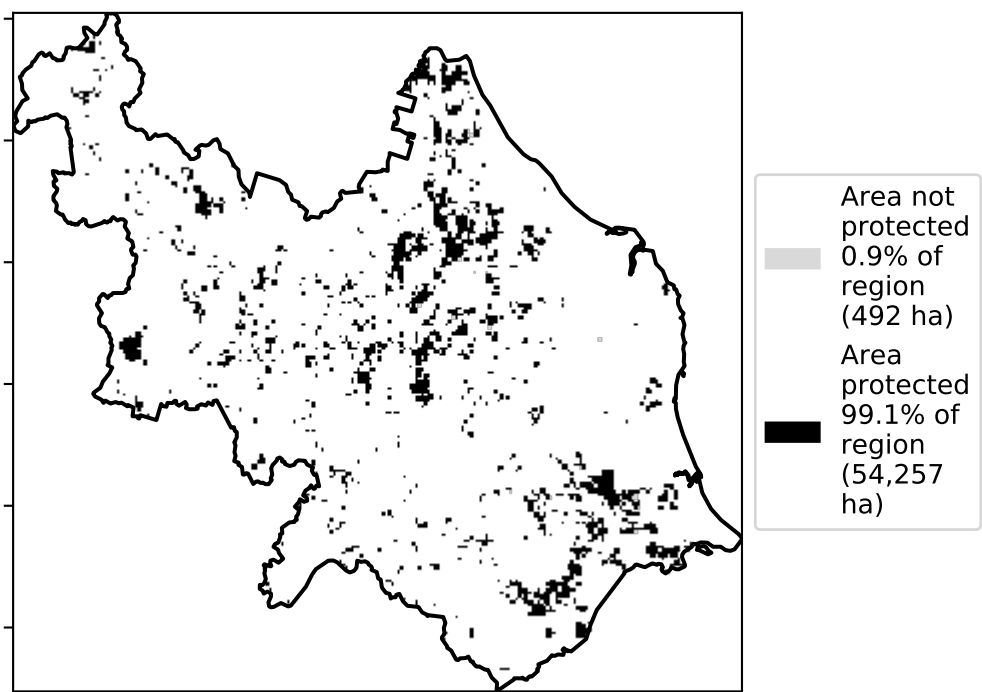 Area not
protected
0.9% of
region
(492 ha)
Area
protected
99.1% of
region
(54,257
ha)